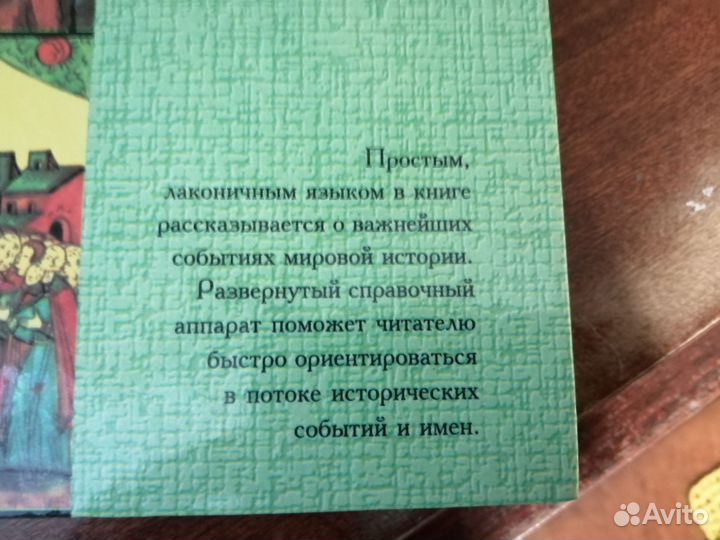 Простым,
лаконичным языком в книге
рассказывается о важнейших
событиях мировой истории.
Развернутый справочный
аппарат поможет читателю
быстро ориентироваться
в потоке исторических
событий и имен.
Avito